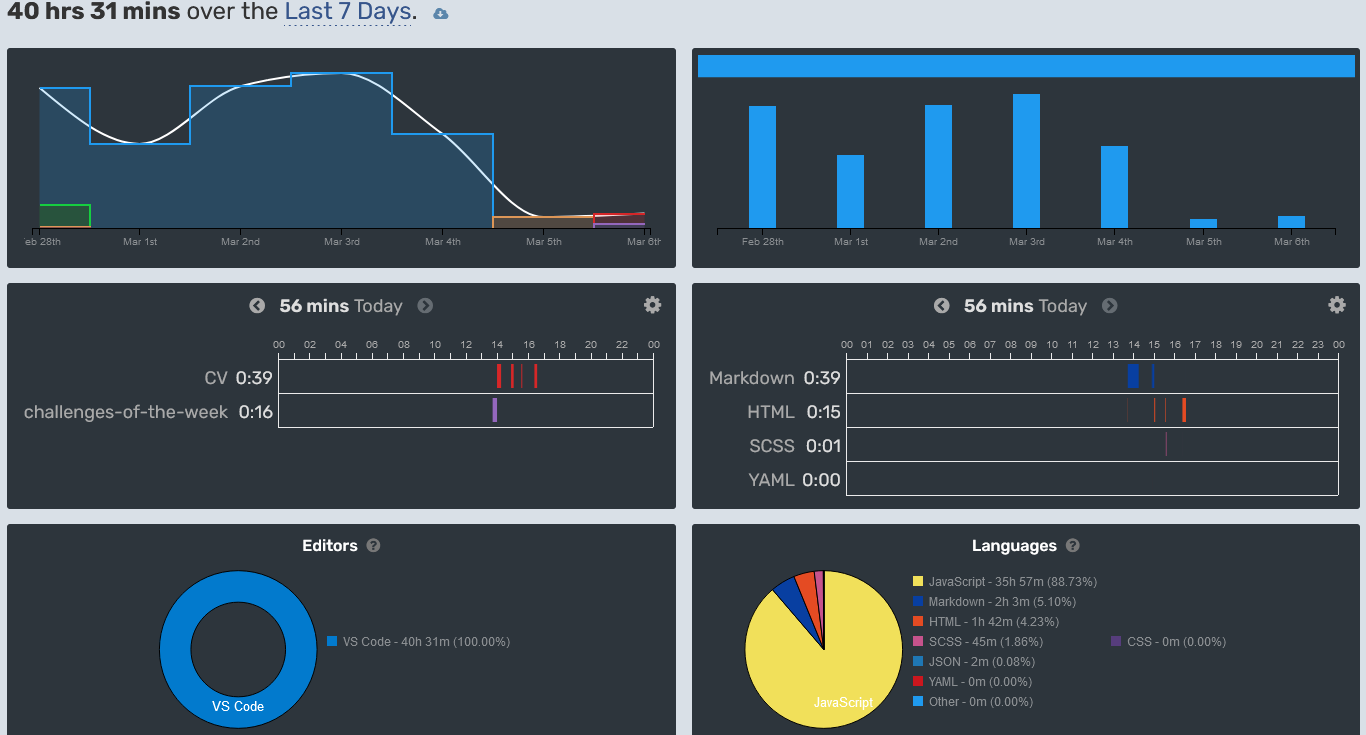 40 hrs 31 mins over the Last 7 Days.
eb 28th Mar 1st Mar 2nd Mar 3rd Mar 4th Mar 5th Mar 6th
Feb 28th Mar 1st Mar 2nd Mar 3rd Mar 4th Mar 5th Mar 6th
56 mins Today
00 02 04 06 08 10 12 14 16 18 20 22 00
CV 0:39
challenges-of-the-week 0:16
56 mins Today
00 01 02 03 04 05 06 07 08 09 10 11 12 13 14 15 16 17 18 19 20 21 22 23 00
Markdown 0:39
HTML 0:15
SCSS 0:01
YAML 0:00
Editors ?
VS Code - 40h 31m (100.00%)
VS Code
Languages ?
JavaScript - 35h 57m (88.73%)
Markdown - 2h 3m (5.10%)
HTML - 1h 42m (4.23%)
SCSS - 45m (1.86%) CSS - 0m (0.00%)
JSON - 2m (0.08%)
YAML - 0m (0.00%)
Other - 0m (0.00%)
JavaScript